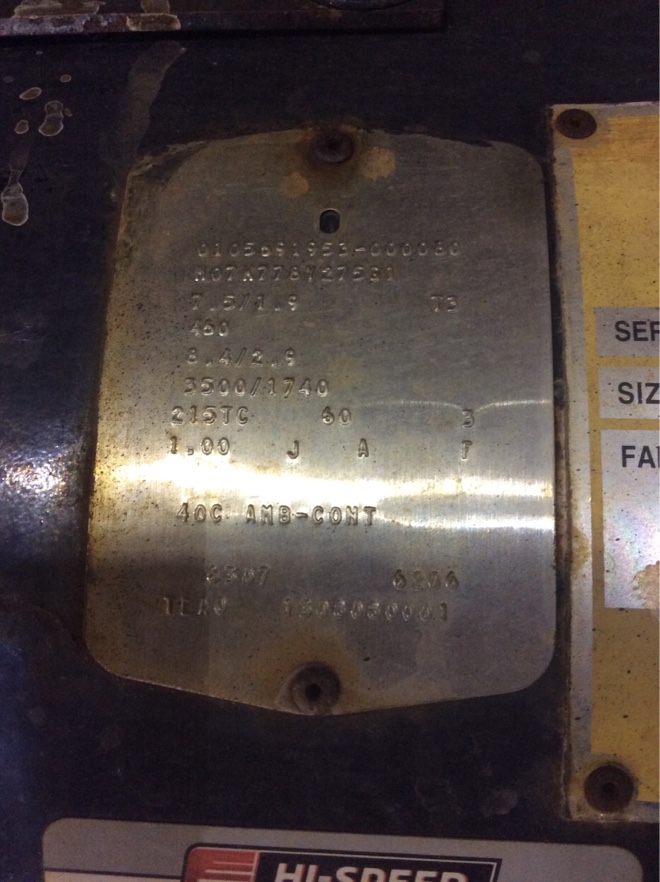 0105691953-000080
7.5/1.9 T3
460
8.4/2.9
3500/1740
215TC 60 3
1.00 J A F
40C AMB-CONT
6307 6206
TEAO
SER
SIZ
FA
HI-SPEED